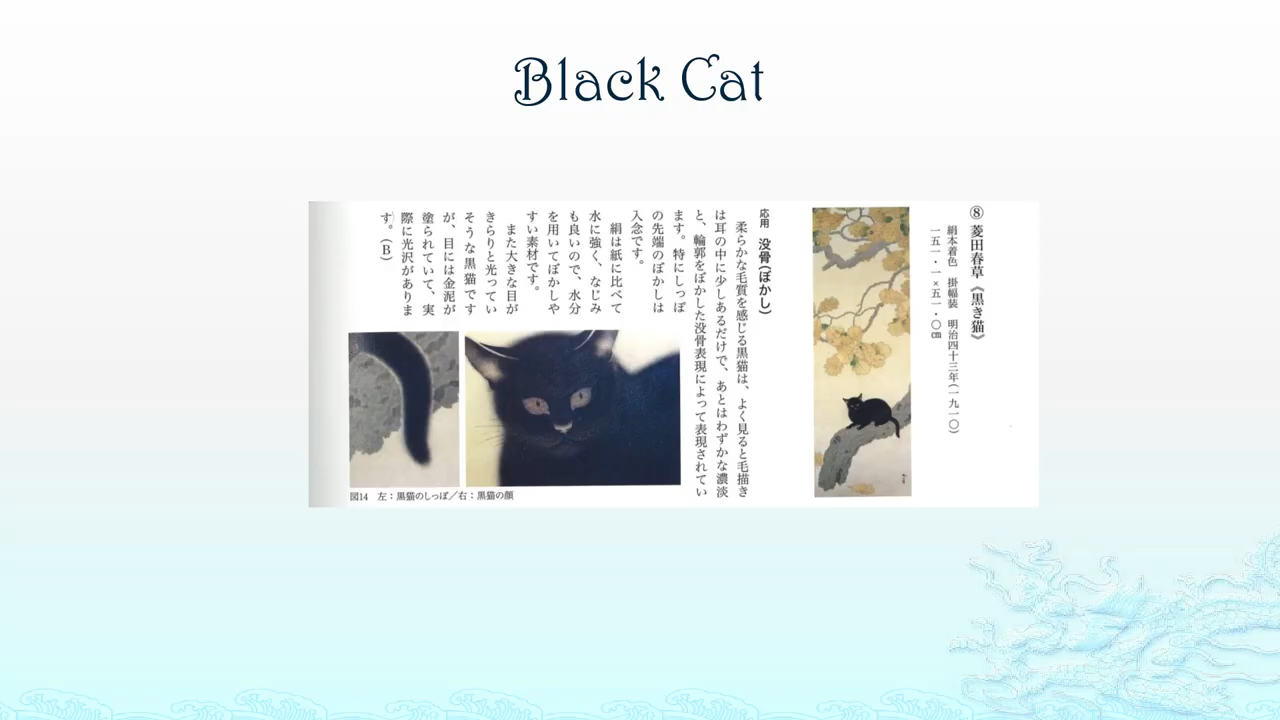 Black Cat
⑧ 菱田春草《黒き猫》
絹本着色　掛幅装　明治四十三年(一九一〇)
一五一・一×五一・〇㎝
応用　没骨(ぼかし)
柔らかな毛質を感じる黒猫は、よく見ると毛描き
は耳の中に少しあるだけで、あとはわずかな濃淡
と、輪郭をぼかした没骨表現によって表現されてい
ます。特にしっぽ
の先端のぼかしは
入念です。
絹は紙に比べて
水に強く、なじみ
も良いので、水分
を用いてぼかしや
すい素材です。
また大きな目が
きらりと光ってい
そうな黒猫です
が、目には金泥が
塗られていて、実
際に光沢がありま
す。(B)
図14　左：黒猫のしっぽ／右：黒猫の顔